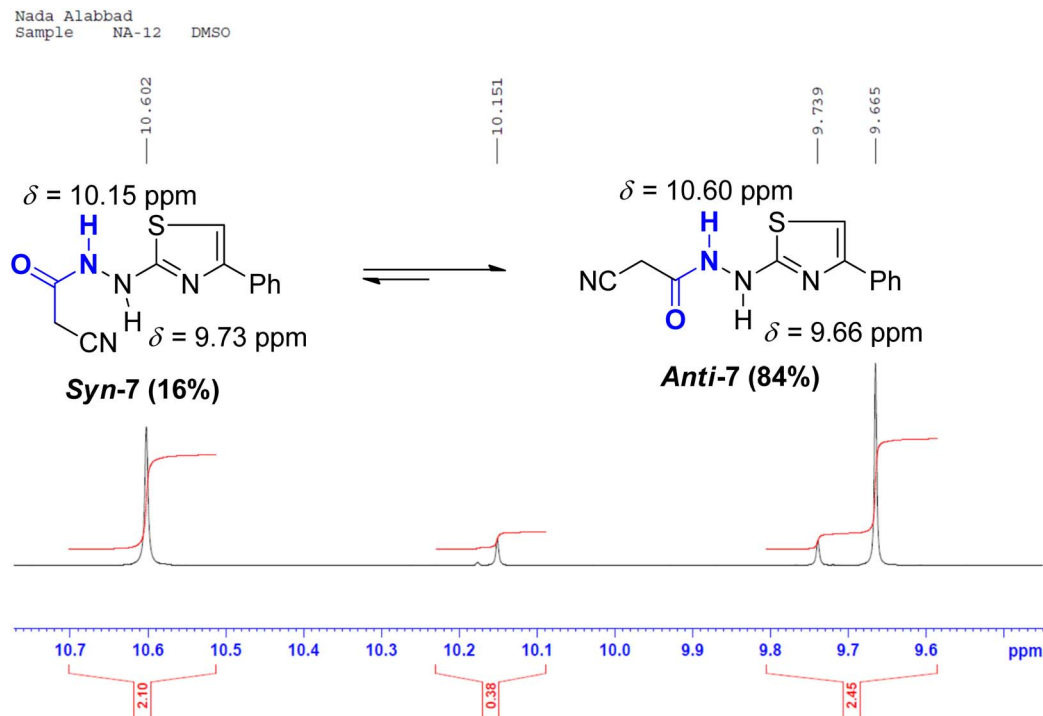 Nada Alabbad
Sample NA-12 DMSO
10.602
10.151
9.739
9.665
δ = 10.15 ppm
H
O
N
N
H
S
N
Ph
CN
δ = 9.73 ppm
Syn-7 (16%)
δ = 10.60 ppm
H
S
NC
N
N
O
H
N
Ph
δ = 9.66 ppm
Anti-7 (84%)
10.7 10.6 10.5 10.4 10.3 10.2 10.1 10.0 9.9 9.8 9.7 9.6 ppm
2.10
0.38
2.45